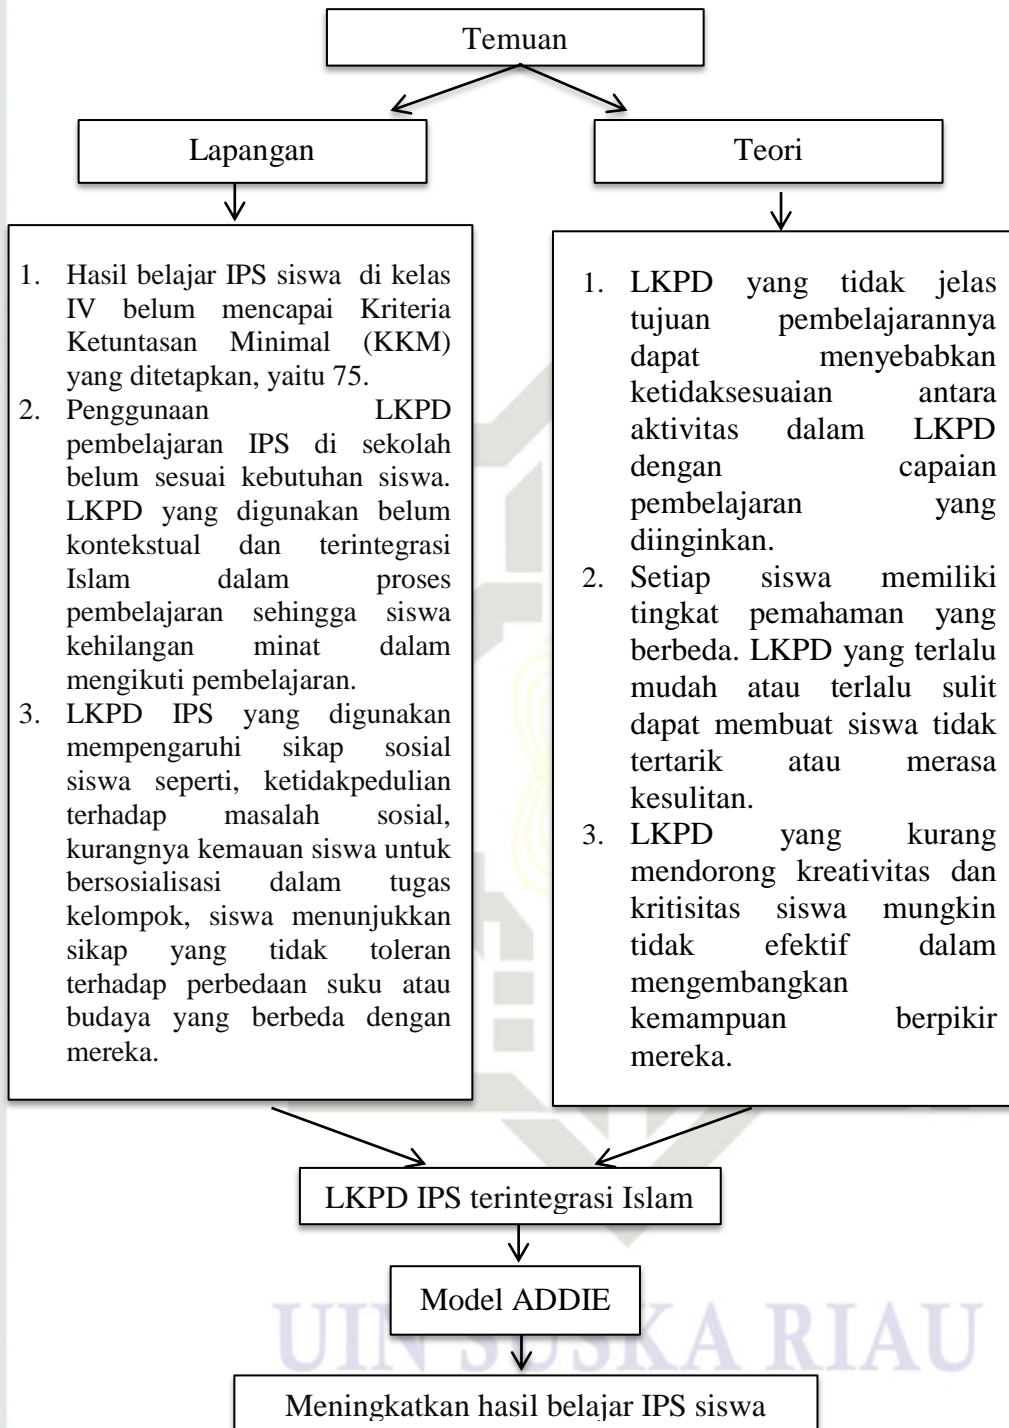 Temuan
Lapangan
Teori
1. Hasil belajar IPS siswa di kelas
IV belum mencapai Kriteria
Ketuntasan Minimal (KKM)
yang ditetapkan, yaitu 75.
2. Penggunaan LKPD
pembelajaran IPS di sekolah
belum sesuai kebutuhan siswa.
LKPD yang digunakan belum
kontekstual dan terintegrasi
Islam dalam proses
pembelajaran sehingga siswa
kehilangan minat dalam
mengikuti pembelajaran.
3. LKPD IPS yang digunakan
mempengaruhi sikap sosial
siswa seperti, ketidakpedulian
terhadap masalah sosial,
kurangnya kemauan siswa untuk
bersosialisasi dalam tugas
kelompok, siswa menunjukkan
sikap yang tidak toleran
terhadap perbedaan suku atau
budaya yang berbeda dengan
mereka.
1. LKPD yang tidak jelas
tujuan pembelajarannya
dapat menyebabkan
ketidaksesuaian antara
aktivitas dalam LKPD
dengan capaian
pembelajaran yang
diinginkan.
2. Setiap siswa memiliki
tingkat pemahaman yang
berbeda. LKPD yang terlalu
mudah atau terlalu sulit
dapat membuat siswa tidak
tertarik atau merasa
kesulitan.
3. LKPD yang kurang
mendorong kreativitas dan
kritisitas siswa mungkin
tidak efektif dalam
mengembangkan
kemampuan berpikir
mereka.
LKPD IPS terintegrasi Islam
Model ADDIE
UIN SUSKA RIAU
Meningkatkan hasil belajar IPS siswa